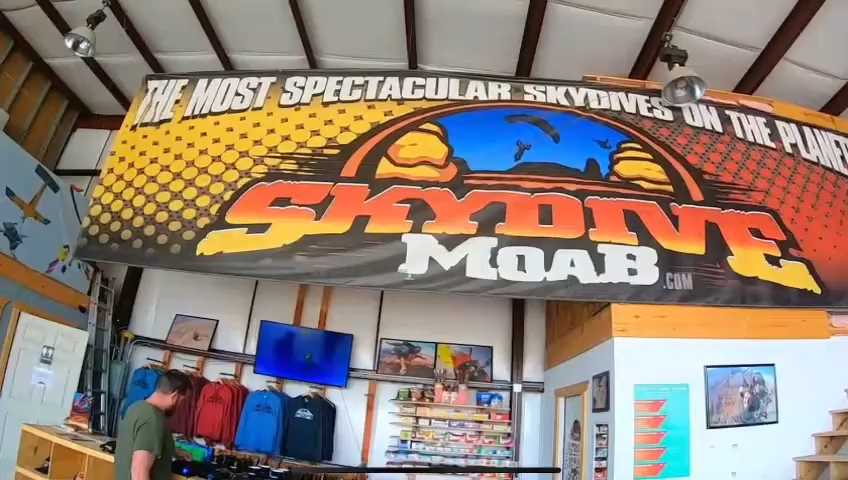 THE MOST SPECTACULAR SKYDIVES ON THE PLANET
SKYDIVE
MOAB
.COM